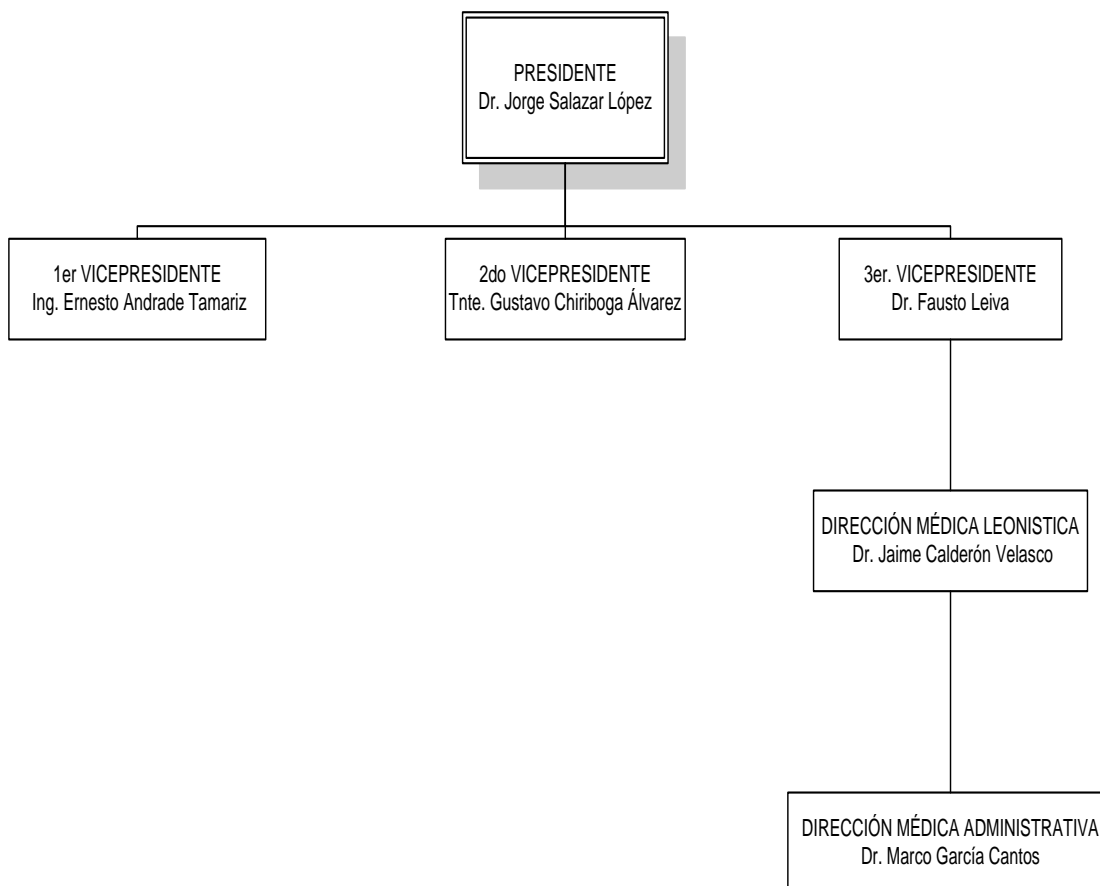 PRESIDENTE
Dr. Jorge Salazar López
1er VICEPRESIDENTE
Ing. Ernesto Andrade Tamariz
2do VICEPRESIDENTE
Tnte. Gustavo Chiriboga Álvarez
3er. VICEPRESIDENTE
Dr. Fausto Leiva
DIRECCIÓN MÉDICA LEONISTICA
Dr. Jaime Calderón Velasco
DIRECCIÓN MÉDICA ADMINISTRATIVA
Dr. Marco García Cantos